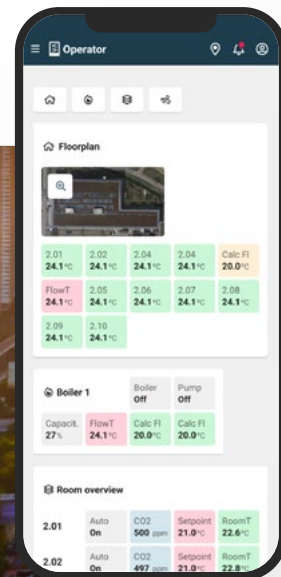 Operator
Floorplan
2.01 2.02 2.04 2.04 Calc Fl
24.1°C 24.1°C 24.1°C 24.1°C 20.0°C
FlowT 2.05 2.06 2.07 2.08
24.1°C 24.1°C 24.1°C 24.1°C 24.1°C
2.09 2.10
24.1°C 24.1°C
Boiler 1 Boiler Pump
Off Off
Capacit. FlowT Calc Fl Calc Fl
27% 24.1°C 20.0°C 20.0°C
Room overview
2.01 Auto CO2 Setpoint RoomT
On 500 ppm 21.0°C 22.6°C
2.02 Auto CO2 Setpoint RoomT
On 497 ppm 21.0°C 22.8°C